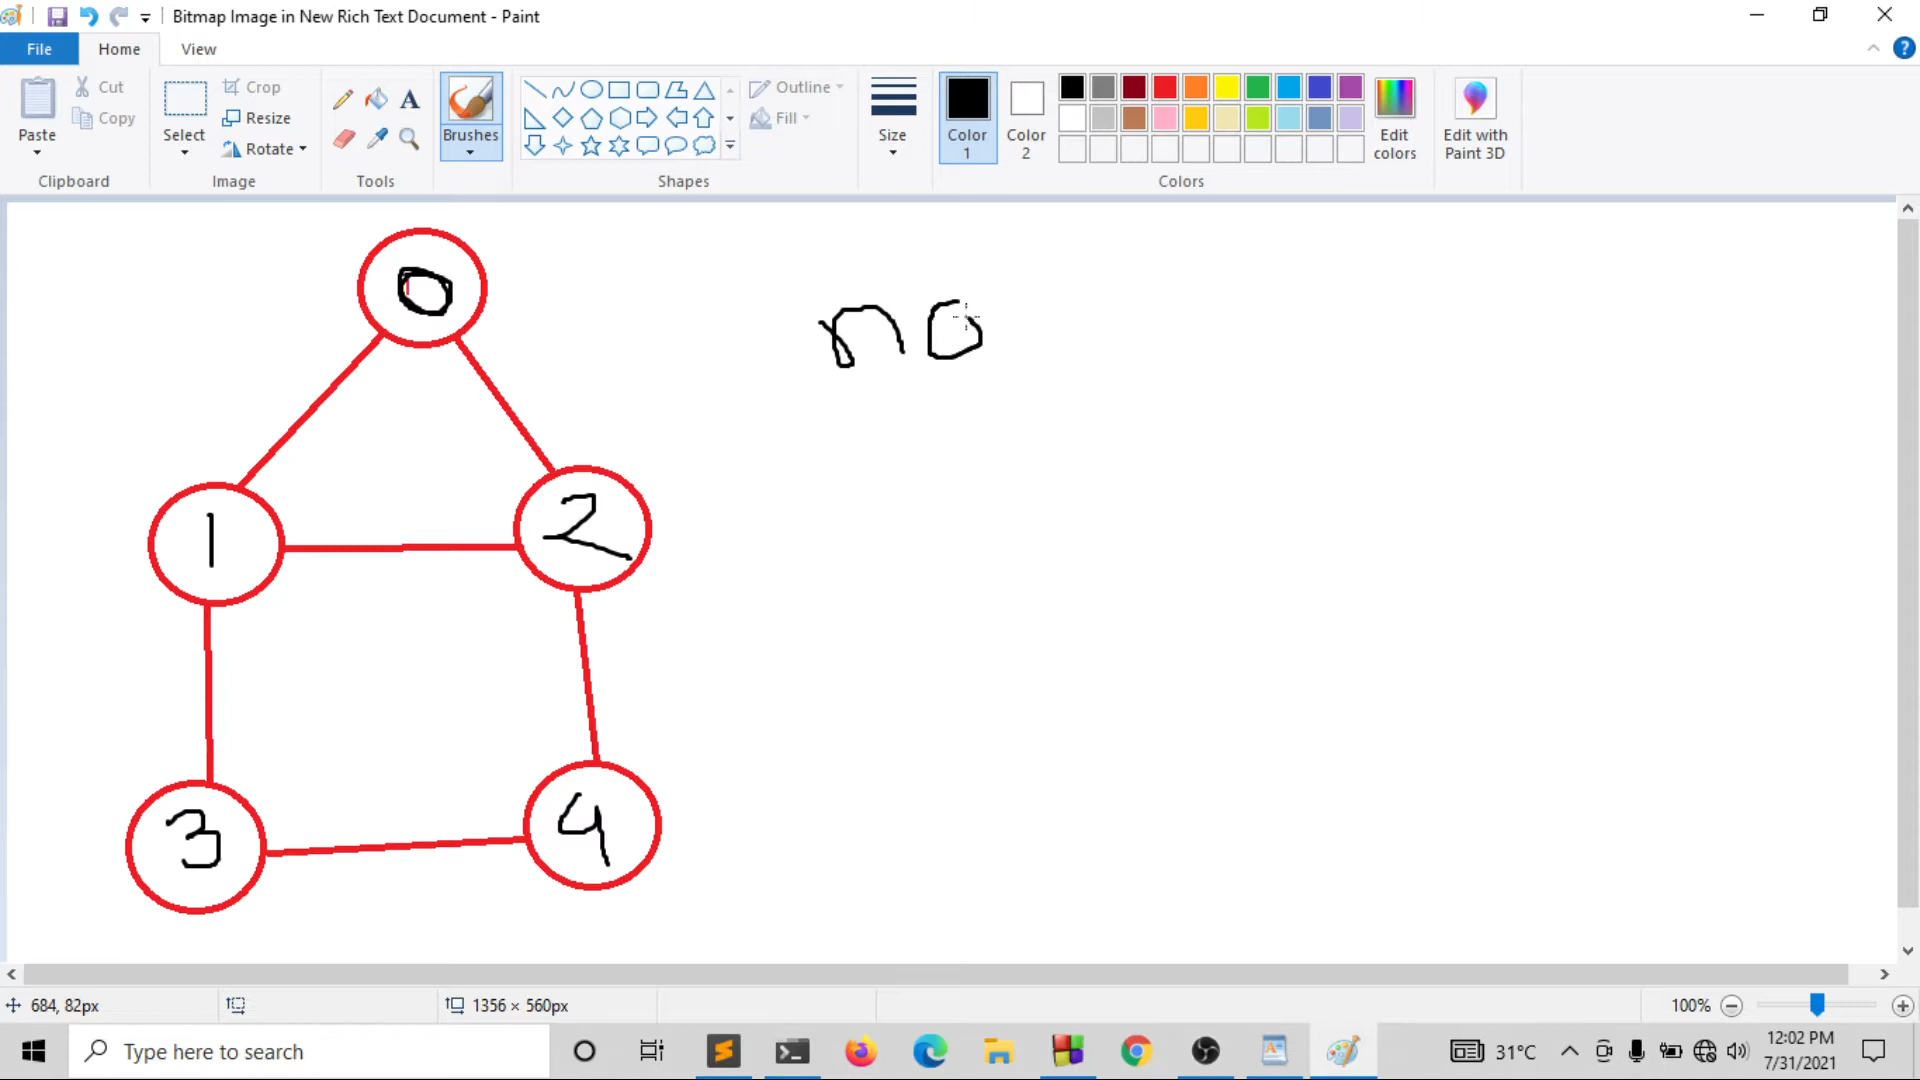 Bitmap Image in New Rich Text Document - Paint
File Home View
Paste
Cut
Copy
Clipboard
Select
Crop
Resize
Rotate
Image
Tools
Brushes
Shapes
Outline
Fill
Size
Color 1
Color 2
Colors
Edit colors
Edit with Paint 3D
0
no
1
2
3
4
684, 82px
1356 × 560px
100%
Type here to search
31°C
12:02 PM
7/31/2021